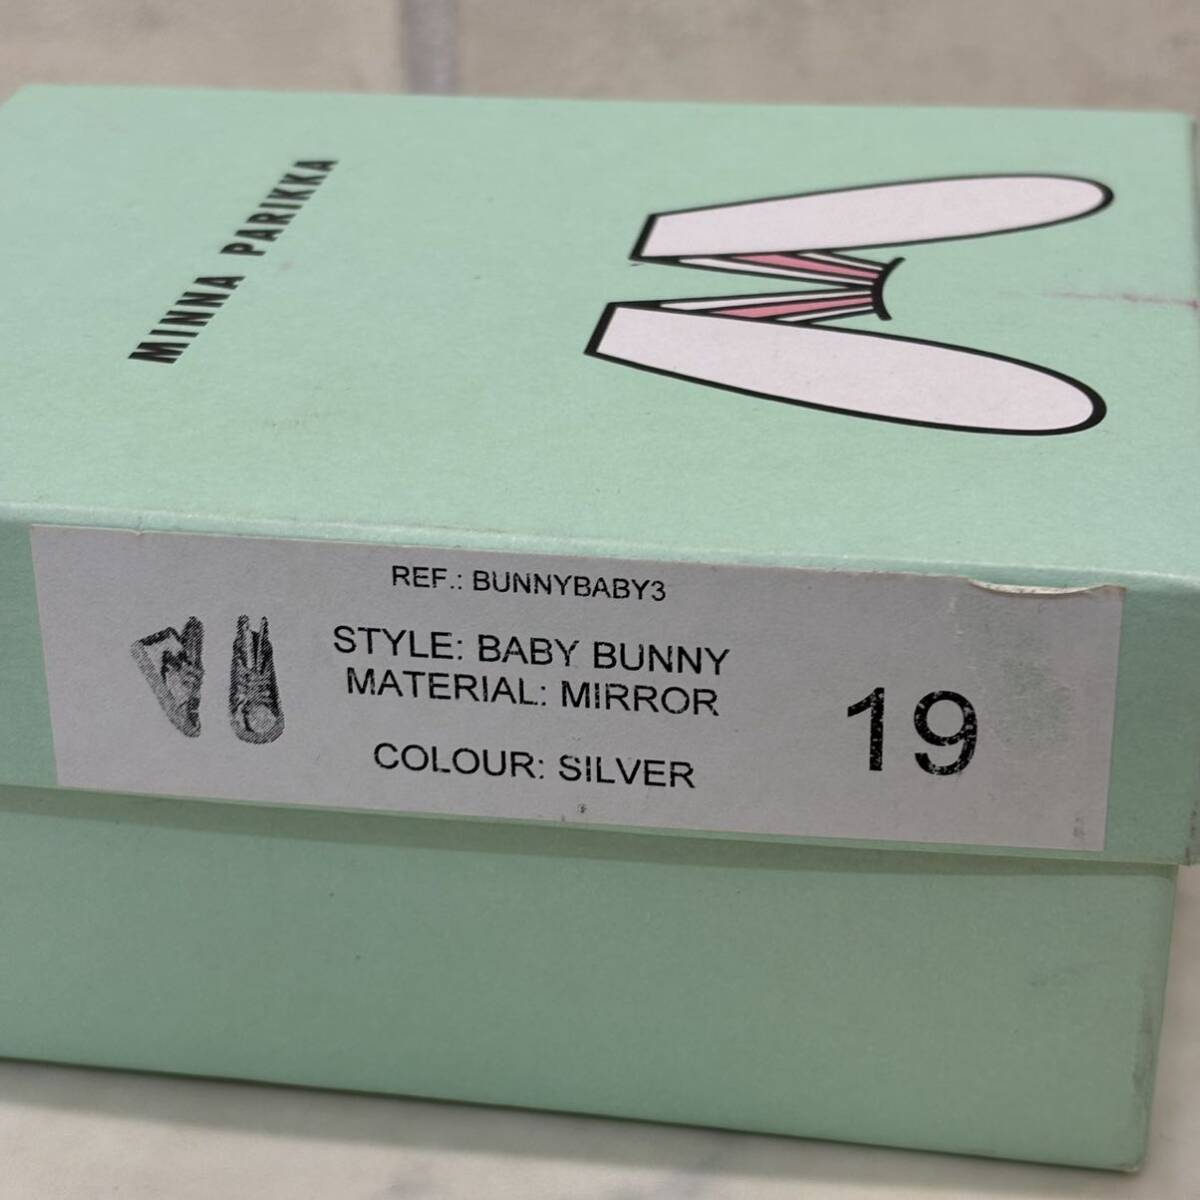 MINNA PARIKKA
REF.: BUNNYBABY3
STYLE: BABY BUNNY
MATERIAL: MIRROR
COLOUR: SILVER
19